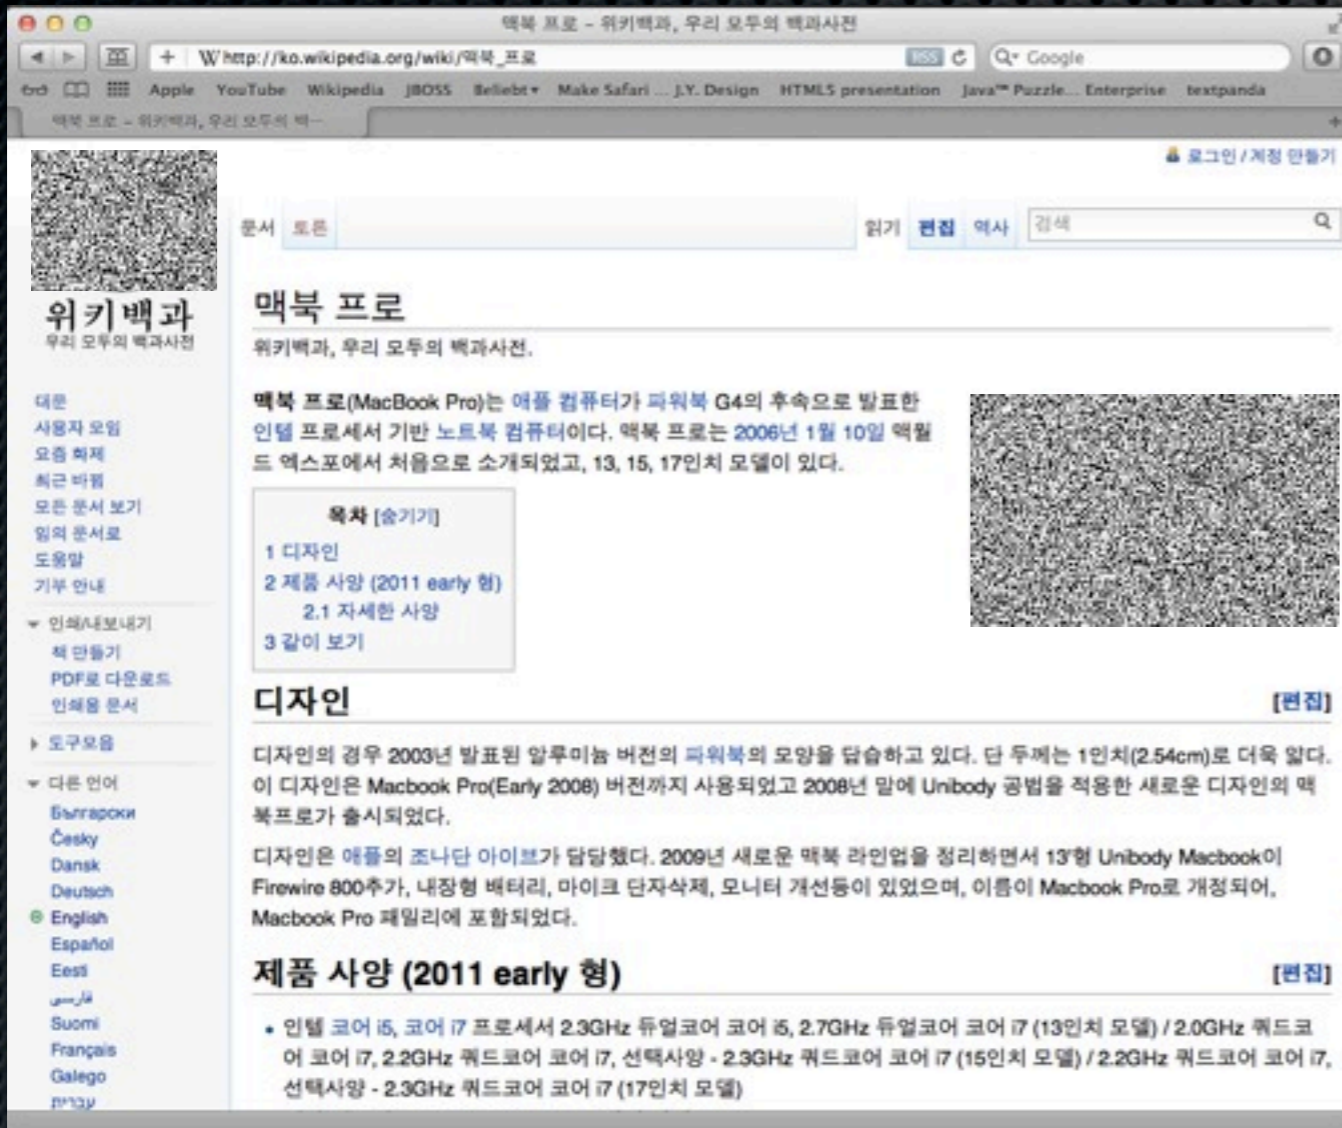 맥북 프로 - 위키백과, 우리 모두의 백과사전
http://ko.wikipedia.org/wiki/맥북_프로 RSS Google
Apple YouTube Wikipedia JBOSS Beliebt Make Safari ... J.Y. Design HTML5 presentation Java™ Puzzle... Enterprise textpanda
맥북 프로 - 위키백과, 우리 모두의 백…
로그인 / 계정 만들기
문서 토론 읽기 편집 역사 검색
위키백과
우리 모두의 백과사전
대문
사용자 모임
요즘 화제
최근 바뀜
모든 문서 보기
임의 문서로
도움말
기부 안내
인쇄/내보내기
책 만들기
PDF로 다운로드
인쇄용 문서
도구모음
다른 언어
Български
Česky
Dansk
Deutsch
English
Español
Eesti
فارسی
Suomi
Français
Galego
עברית
맥북 프로
위키백과, 우리 모두의 백과사전.
맥북 프로(MacBook Pro)는 애플 컴퓨터가 파워북 G4의 후속으로 발표한
인텔 프로세서 기반 노트북 컴퓨터이다. 맥북 프로는 2006년 1월 10일 맥월
드 엑스포에서 처음으로 소개되었고, 13, 15, 17인치 모델이 있다.
목차 [숨기기]
1 디자인
2 제품 사양 (2011 early 형)
2.1 자세한 사양
3 같이 보기
디자인 [편집]
디자인의 경우 2003년 발표된 알루미늄 버전의 파워북의 모양을 답습하고 있다. 단 두께는 1인치(2.54cm)로 더욱 얇다.
이 디자인은 Macbook Pro(Early 2008) 버전까지 사용되었고 2008년 말에 Unibody 공법을 적용한 새로운 디자인의 맥
북프로가 출시되었다.
디자인은 애플의 조나단 아이브가 담당했다. 2009년 새로운 맥북 라인업을 정리하면서 13'형 Unibody Macbook이
Firewire 800추가, 내장형 배터리, 마이크 단자삭제, 모니터 개선등이 있었으며, 이름이 Macbook Pro로 개정되어,
Macbook Pro 패밀리에 포함되었다.
제품 사양 (2011 early 형) [편집]
• 인텔 코어 i5, 코어 i7 프로세서 2.3GHz 듀얼코어 코어 i5, 2.7GHz 듀얼코어 코어 i7 (13인치 모델) / 2.0GHz 쿼드코
어 코어 i7, 2.2GHz 쿼드코어 코어 i7, 선택사양 - 2.3GHz 쿼드코어 코어 i7 (15인치 모델) / 2.2GHz 쿼드코어 코어 i7,
선택사양 - 2.3GHz 쿼드코어 코어 i7 (17인치 모델)